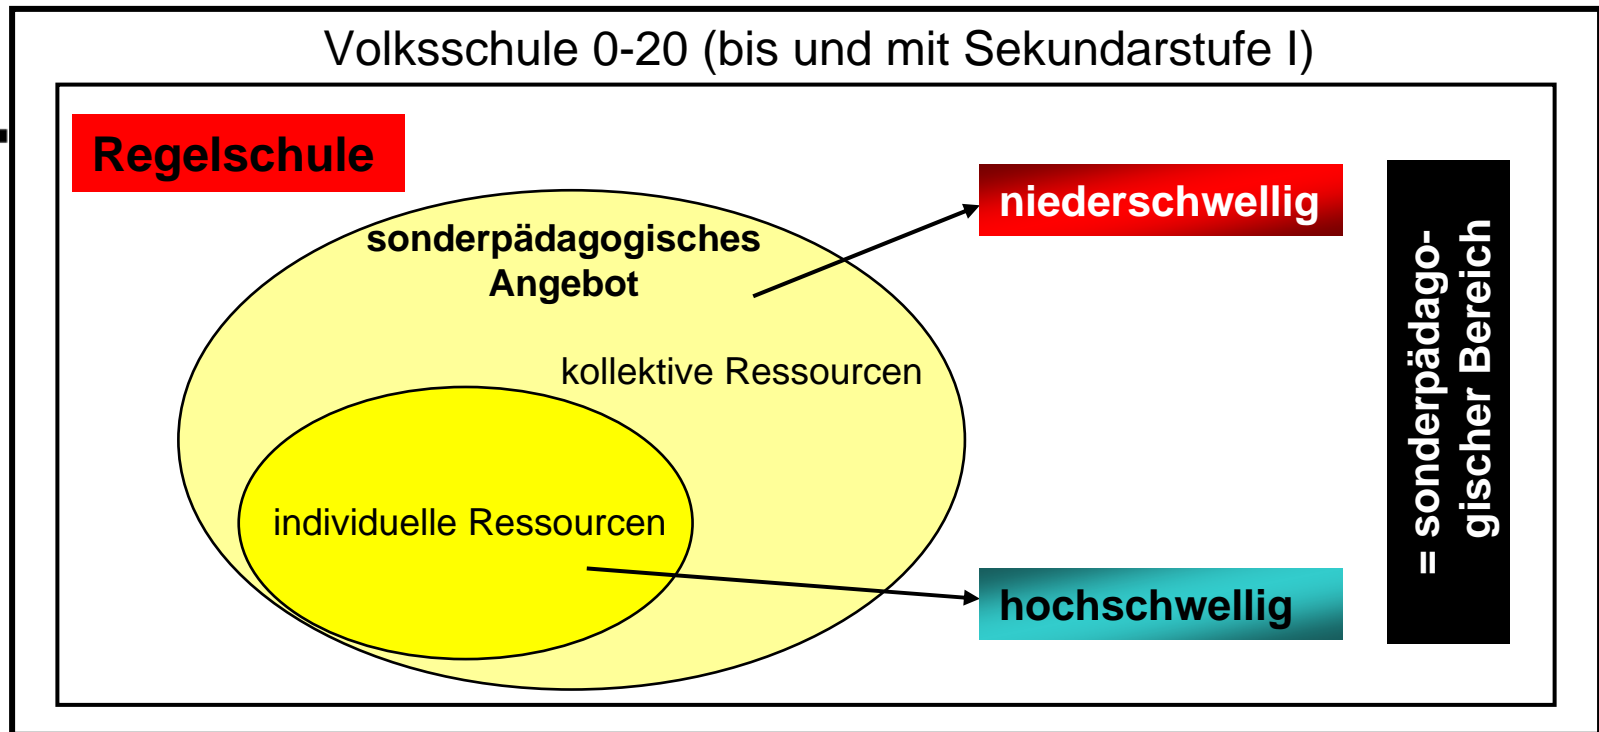 Volksschule 0-20 (bis und mit Sekundarstufe I)
Regelschule
sonderpädagogisches
Angebot
kollektive Ressourcen
individuelle Ressourcen
niederschwellig
hochschwellig
= sonderpädago-
gischer Bereich